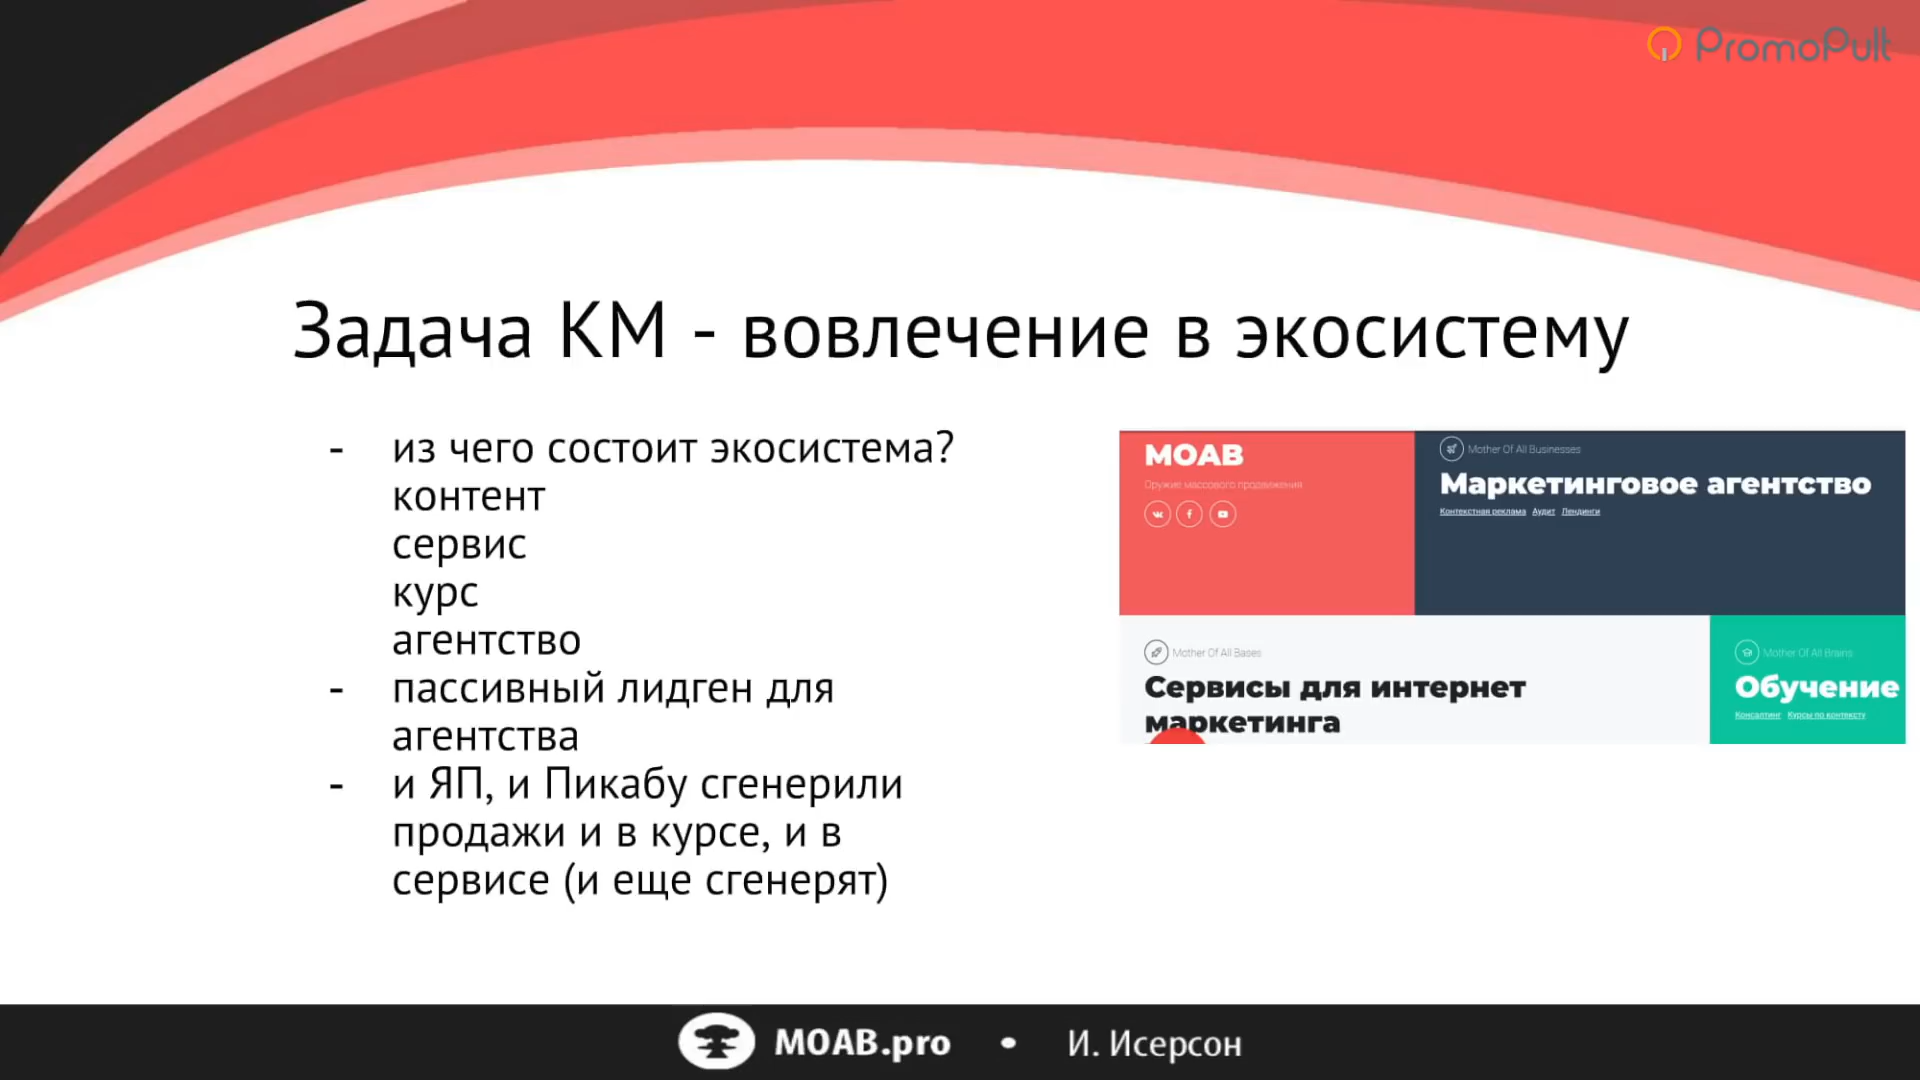 PromoPult
Задача КМ - вовлечение в экосистему
- из чего состоит экосистема?
контент
сервис
курс
агентство
- пассивный лидген для
агентства
- и ЯП, и Пикабу сгенерили
продажи и в курсе, и в
сервисе (и еще сгенерят)
МОАВ
Оружие массового продвижения
Mother Of All Businesses
Маркетинговое агентство
Контекстная реклама Аудит Лендинги
Mother Of All Bases
Сервисы для интернет
маркетинга
Mother Of All Brains
Обучение
Консалтинг Курсы по контексту
MOAB.pro • И. Исерсон